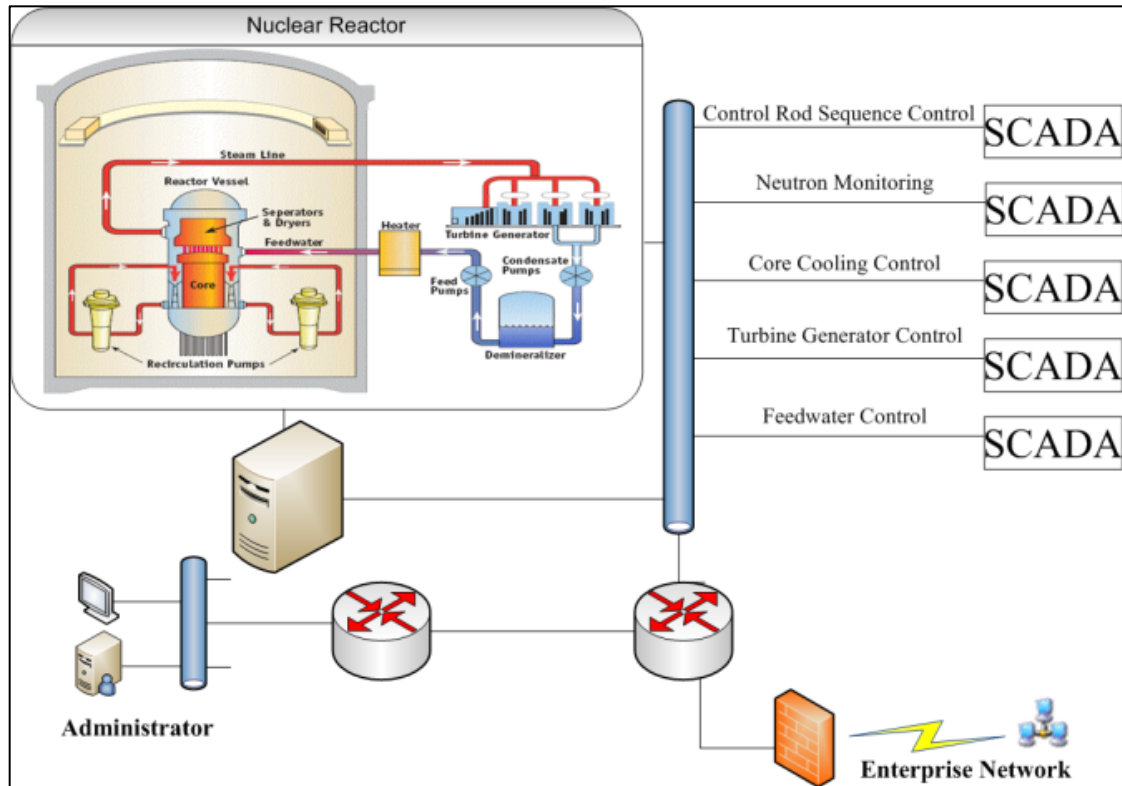 Nuclear Reactor
Steam Line
Reactor Vessel
Seperators
& Dryers
Heater
Turbine Generator
Feedwater
Condensate
Pumps
Feed
Pumps
Core
Demineralizer
Recirculation Pumps
Control Rod Sequence Control
SCADA
Neutron Monitoring
SCADA
Core Cooling Control
SCADA
Turbine Generator Control
SCADA
Feedwater Control
SCADA
Administrator
Enterprise Network